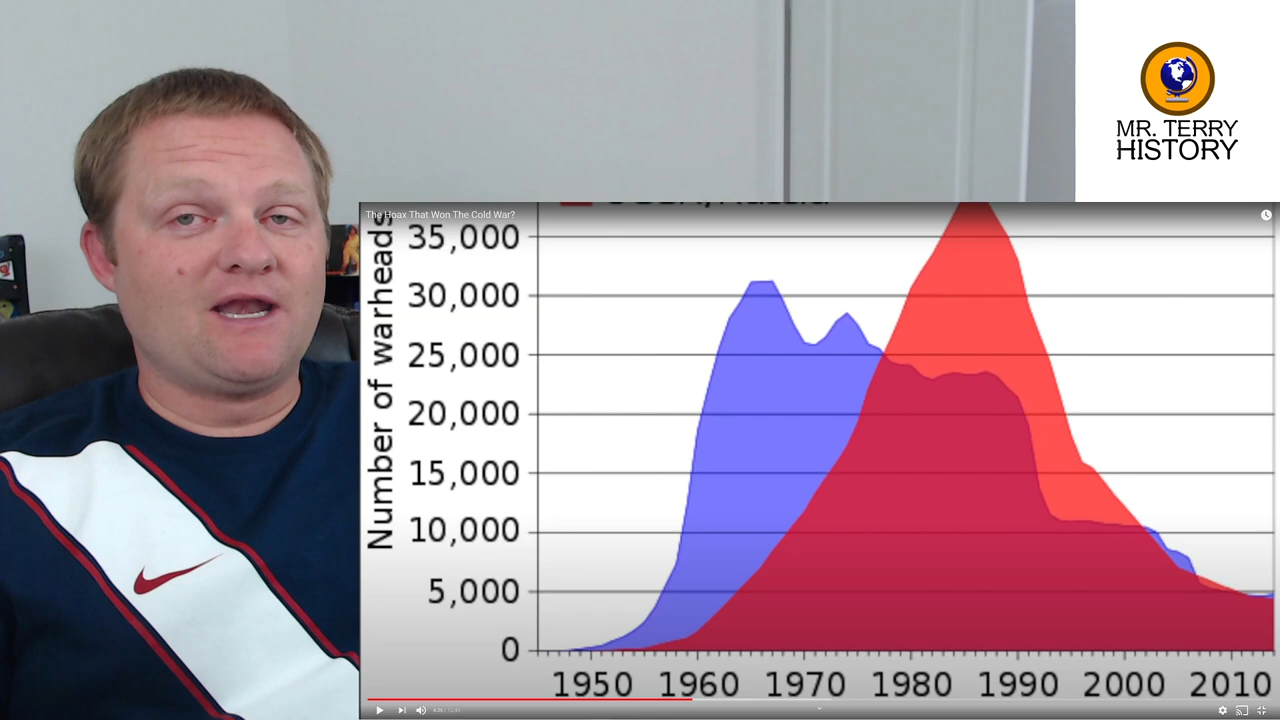 MR. TERRY
HISTORY
The Hoax That Won The Cold War?
Number of warheads
35,000
30,000
25,000
20,000
15,000
10,000
5,000
0
1950 1960 1970 1980 1990 2000 2010